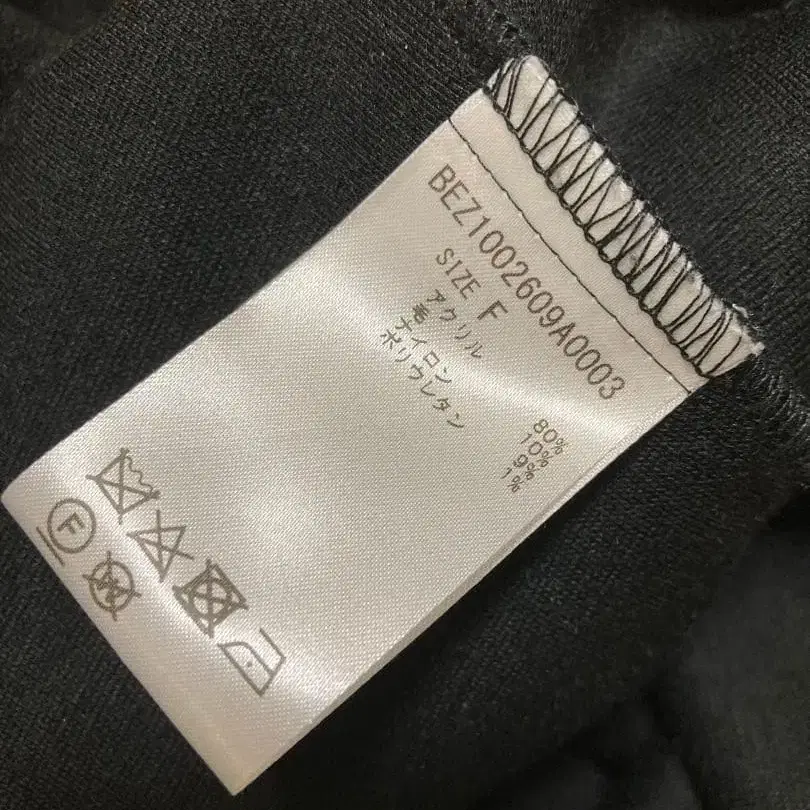 BEZ1002609A0003
SIZE F
アクリル 80%
毛 10%
ナイロン 9%
ポリウレタン 1%
F
W